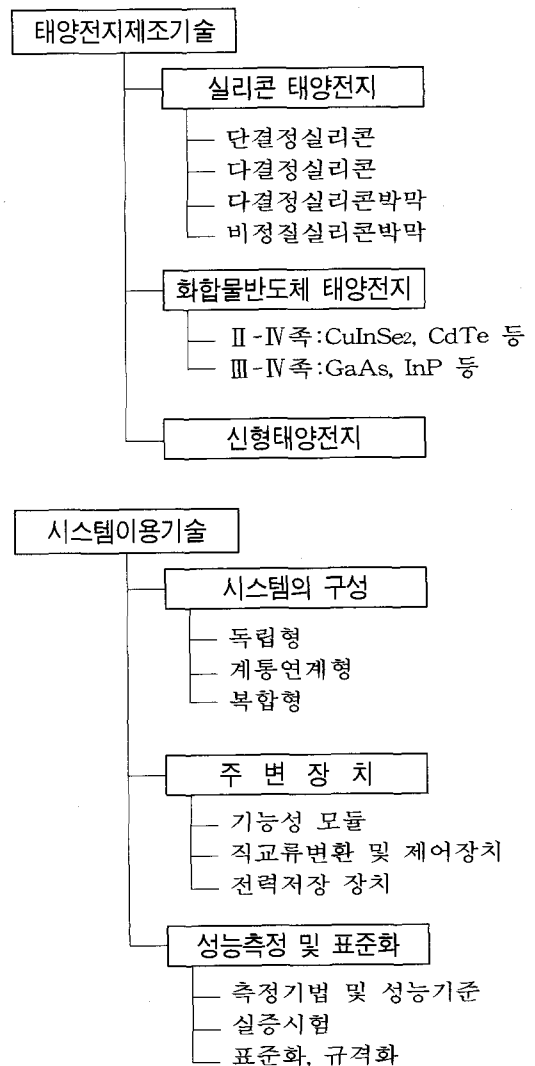 태양전지제조기술
실리콘 태양전지
단결정실리콘
다결정실리콘
다결정실리콘박막
비정질실리콘박막
화합물반도체 태양전지
Ⅱ-Ⅳ족:CuInSe₂, CdTe 등
Ⅲ-Ⅳ족:GaAs, InP 등
신형태양전지
시스템이용기술
시스템의 구성
독립형
계통연계형
복합형
주 변 장 치
기능성 모듈
직교류변환 및 제어장치
전력저장 장치
성능측정 및 표준화
측정기법 및 성능기준
실증시험
표준화, 규격화